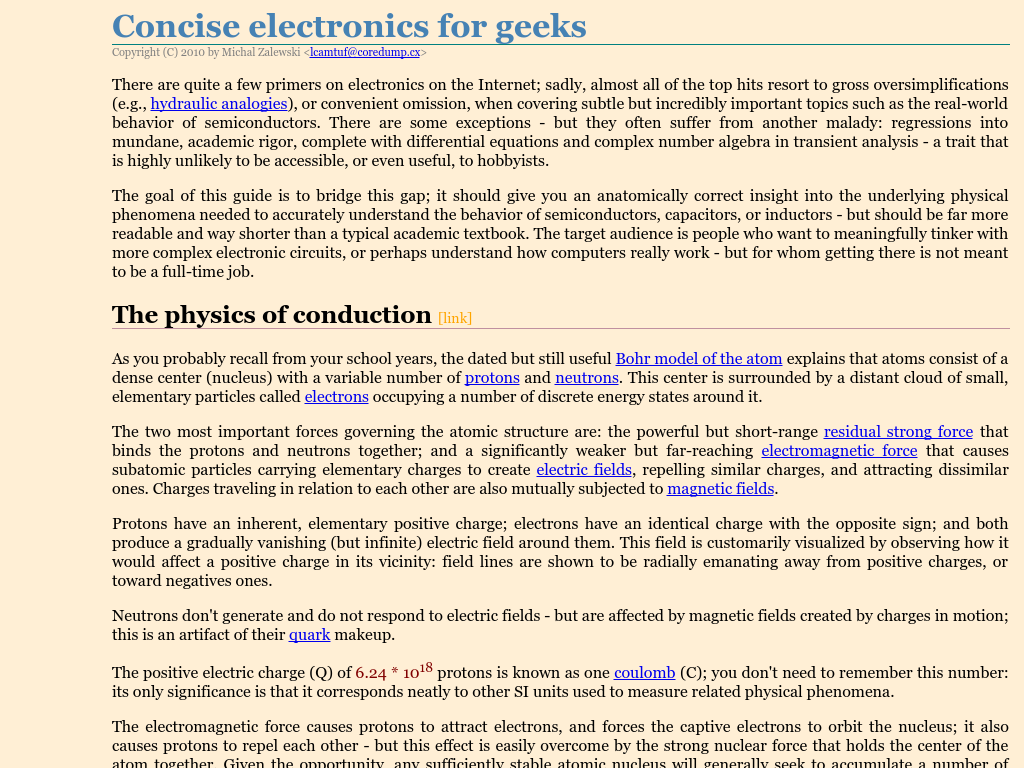 Concise electronics for geeks
Copyright (C) 2010 by Michal Zalewski <lcamtuf@coredump.cx>
There are quite a few primers on electronics on the Internet; sadly, almost all of the top hits resort to gross oversimplifications
(e.g., hydraulic analogies), or convenient omission, when covering subtle but incredibly important topics such as the real-world
behavior of semiconductors. There are some exceptions - but they often suffer from another malady: regressions into
mundane, academic rigor, complete with differential equations and complex number algebra in transient analysis - a trait that
is highly unlikely to be accessible, or even useful, to hobbyists.
The goal of this guide is to bridge this gap; it should give you an anatomically correct insight into the underlying physical
phenomena needed to accurately understand the behavior of semiconductors, capacitors, or inductors - but should be far more
readable and way shorter than a typical academic textbook. The target audience is people who want to meaningfully tinker with
more complex electronic circuits, or perhaps understand how computers really work - but for whom getting there is not meant
to be a full-time job.
The physics of conduction [link]
As you probably recall from your school years, the dated but still useful Bohr model of the atom explains that atoms consist of a
dense center (nucleus) with a variable number of protons and neutrons. This center is surrounded by a distant cloud of small,
elementary particles called electrons occupying a number of discrete energy states around it.
The two most important forces governing the atomic structure are: the powerful but short-range residual strong force that
binds the protons and neutrons together; and a significantly weaker but far-reaching electromagnetic force that causes
subatomic particles carrying elementary charges to create electric fields, repelling similar charges, and attracting dissimilar
ones. Charges traveling in relation to each other are also mutually subjected to magnetic fields.
Protons have an inherent, elementary positive charge; electrons have an identical charge with the opposite sign; and both
produce a gradually vanishing (but infinite) electric field around them. This field is customarily visualized by observing how it
would affect a positive charge in its vicinity: field lines are shown to be radially emanating away from positive charges, or
toward negatives ones.
Neutrons don't generate and do not respond to electric fields - but are affected by magnetic fields created by charges in motion;
this is an artifact of their quark makeup.
The positive electric charge (Q) of 6.24 * 10^18 protons is known as one coulomb (C); you don't need to remember this number:
its only significance is that it corresponds neatly to other SI units used to measure related physical phenomena.
The electromagnetic force causes protons to attract electrons, and forces the captive electrons to orbit the nucleus; it also
causes protons to repel each other - but this effect is easily overcome by the strong nuclear force that holds the center of the
atom together. Given the opportunity, any sufficiently stable atomic nucleus will generally seek to accumulate a number of